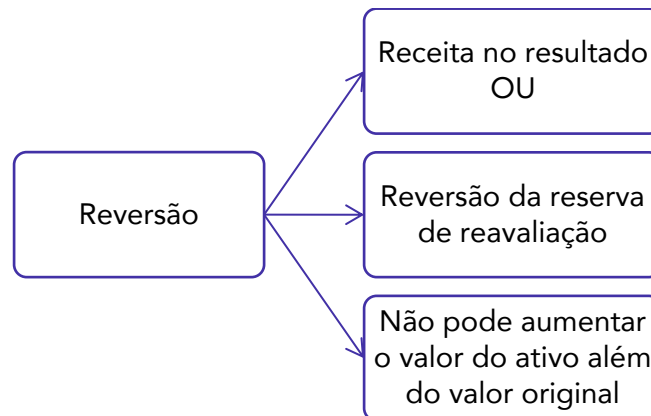 Receita no resultado
OU
Reversão
Reversão da reserva
de reavaliação
Não pode aumentar
o valor do ativo além
do valor original